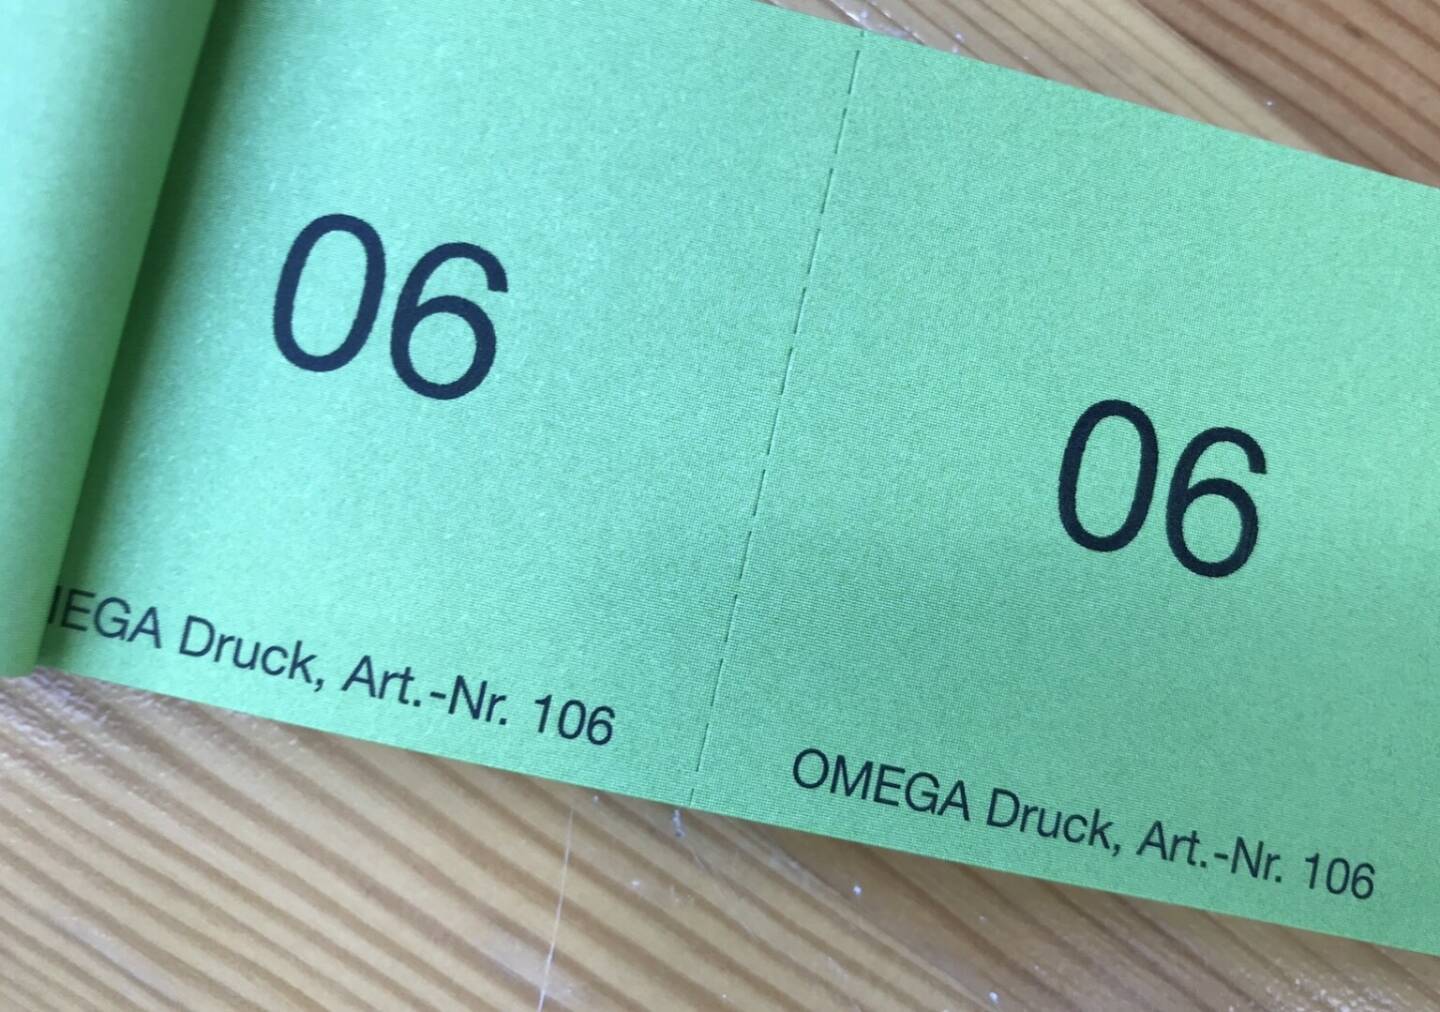 06
EGA Druck, Art.-Nr. 106
06
OMEGA Druck, Art.-Nr. 106